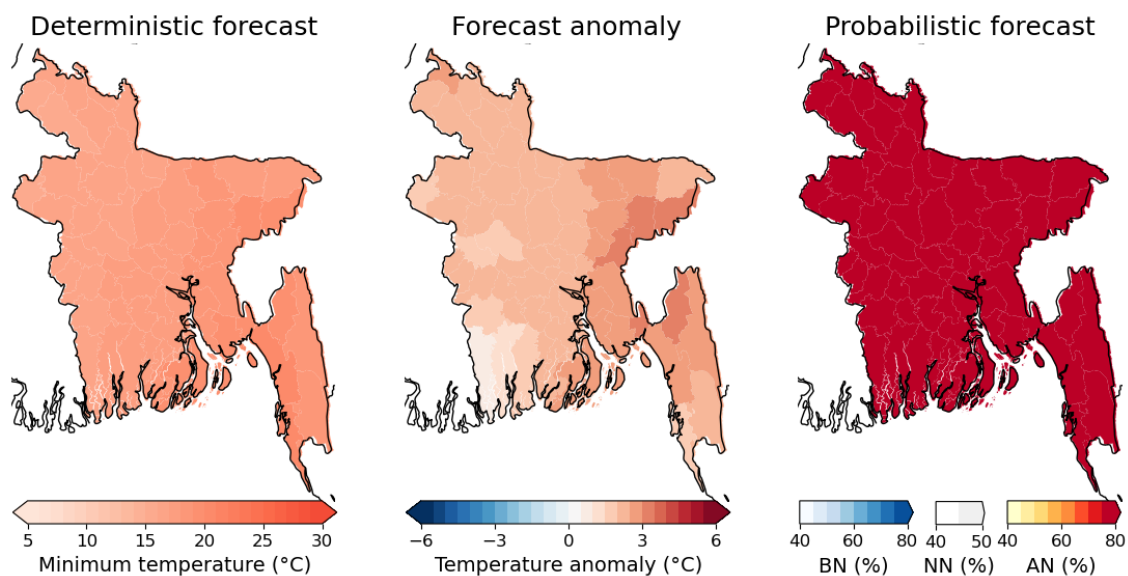 Deterministic forecast
Forecast anomaly
Probabilistic forecast
5 10 15 20 25 30
Minimum temperature (°C)
−6 −3 0 3 6
Temperature anomaly (°C)
40 60 80
BN (%)
40 50
NN (%)
40 60 80
AN (%)